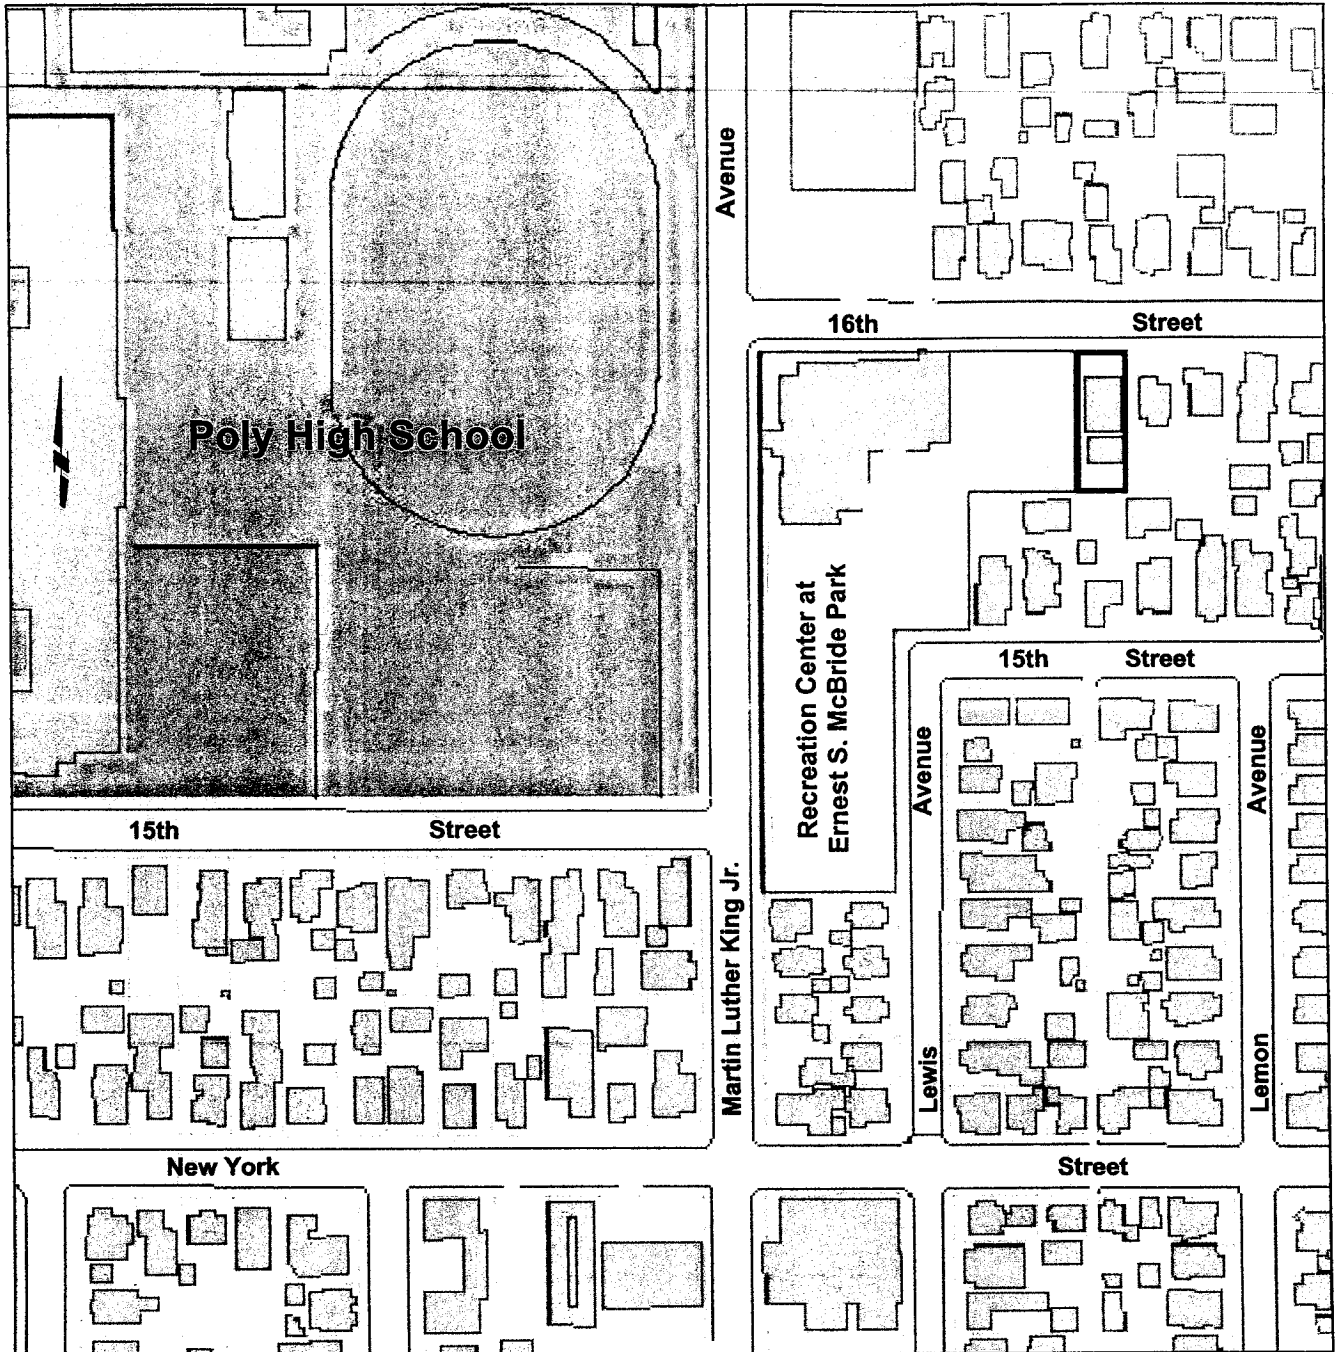 Avenue
16th Street
Poly High School
Recreation Center at
Ernest S. McBride Park
15th Street
Avenue
Avenue
15th Street
Martin Luther King Jr.
Lewis
Lemon
New York Street